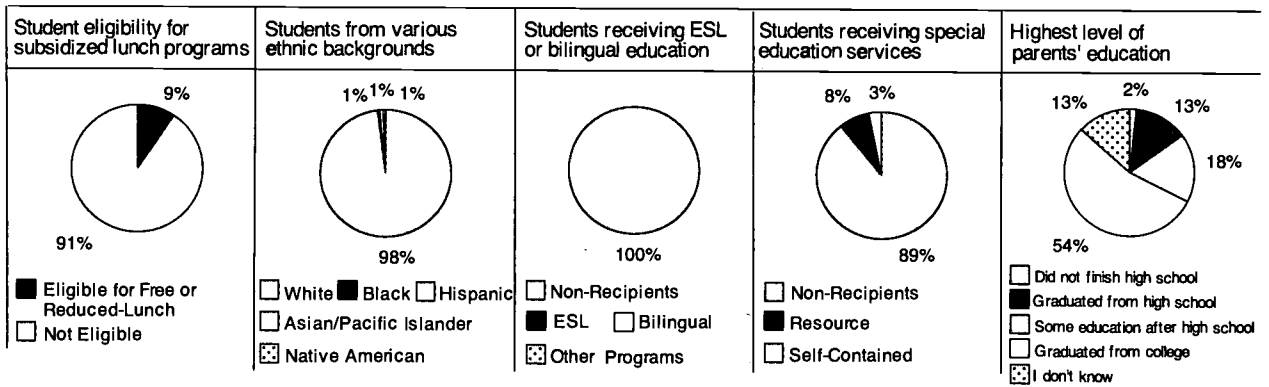 Student eligibility for
subsidized lunch programs
9%
91%
Eligible for Free or
Reduced-Lunch
Not Eligible
Students from various
ethnic backgrounds
1% 1% 1%
98%
White Black Hispanic
Asian/Pacific Islander
Native American
Students receiving ESL
or bilingual education
100%
Non-Recipients
ESL Bilingual
Other Programs
Students receiving special
education services
8% 3%
89%
Non-Recipients
Resource
Self-Contained
Highest level of
parents' education
13% 2% 13%
18%
54%
Did not finish high school
Graduated from high school
Some education after high school
Graduated from college
I don't know